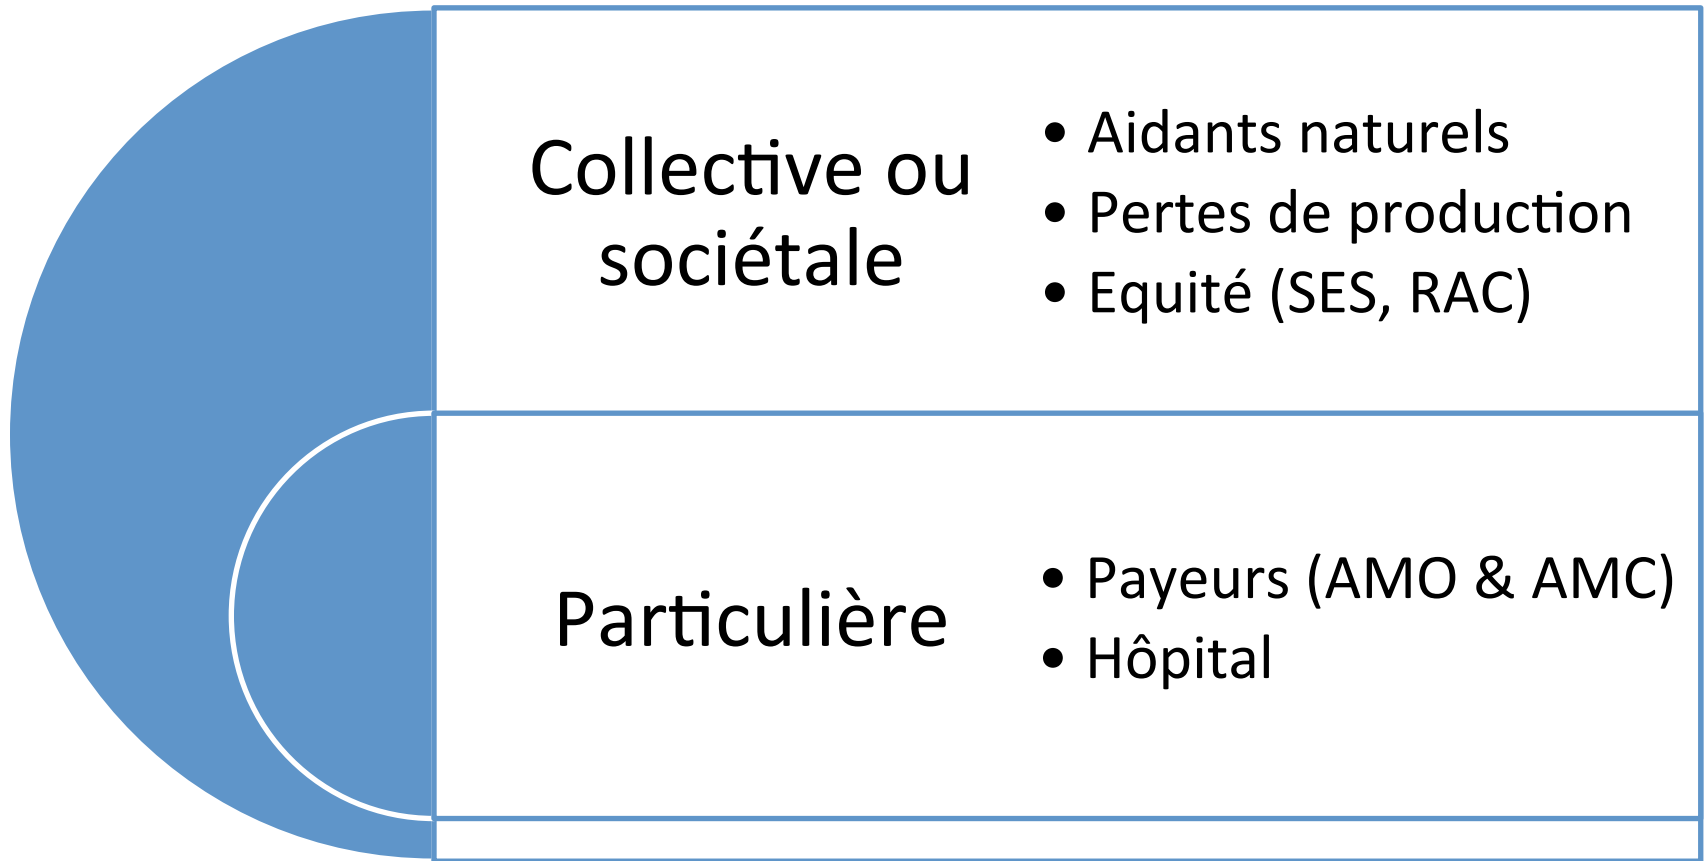 Collective ou
sociétale
• Aidants naturels
• Pertes de production
• Equité (SES, RAC)
Particulière
• Payeurs (AMO & AMC)
• Hôpital